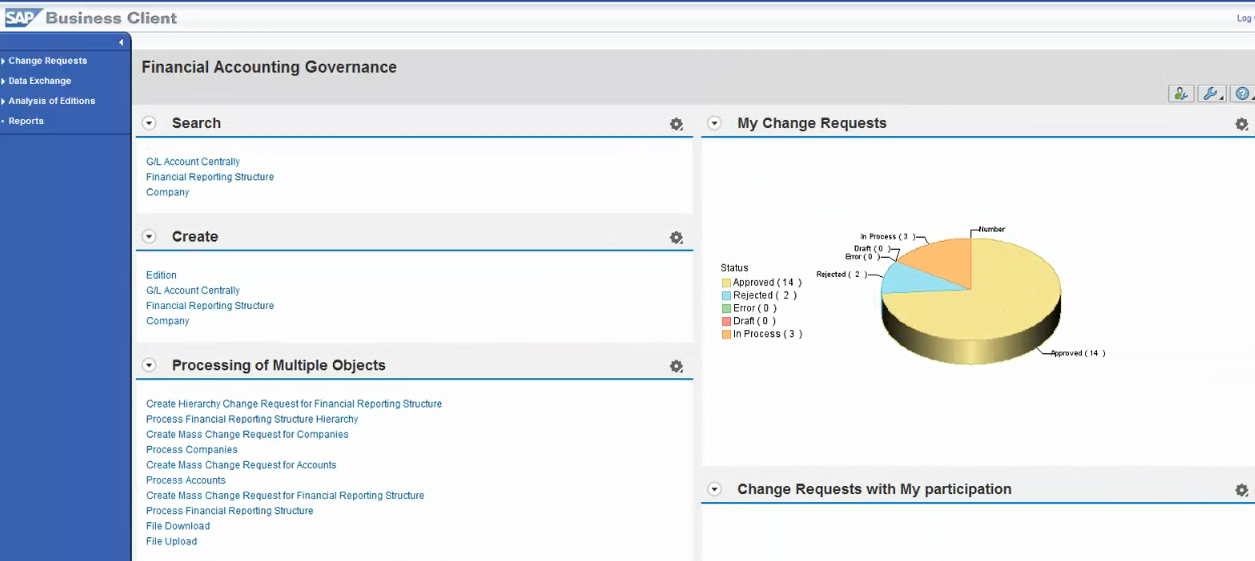 SAP Business Client
Log
Change Requests
Data Exchange
Analysis of Editions
Reports
Financial Accounting Governance
Search
G/L Account Centrally
Financial Reporting Structure
Company
Create
Edition
G/L Account Centrally
Financial Reporting Structure
Company
Processing of Multiple Objects
Create Hierarchy Change Request for Financial Reporting Structure
Process Financial Reporting Structure Hierarchy
Create Mass Change Request for Companies
Process Companies
Create Mass Change Request for Accounts
Process Accounts
Create Mass Change Request for Financial Reporting Structure
Process Financial Reporting Structure
File Download
File Upload
My Change Requests
Status
Approved ( 14 )
Rejected ( 2 )
Error ( 0 )
Draft ( 0 )
In Process ( 3 )
Number
In Process ( 3 )
Draft ( 0 )
Error ( 0 )
Rejected ( 2 )
Approved ( 14 )
Change Requests with My participation